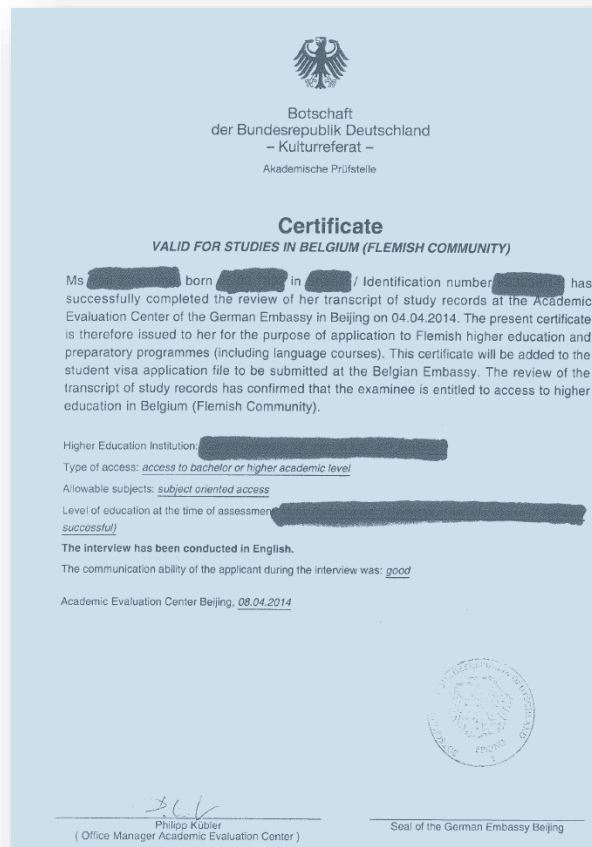 Botschaft
der Bundesrepublik Deutschland
– Kulturreferat –
Akademische Prüfstelle
Certificate
VALID FOR STUDIES IN BELGIUM (FLEMISH COMMUNITY)
Ms born in / Identification number has
successfully completed the review of her transcript of study records at the Academic
Evaluation Center of the German Embassy in Beijing on 04.04.2014. The present certificate
is therefore issued to her for the purpose of application to Flemish higher education and
preparatory programmes (including language courses). This certificate will be added to the
student visa application file to be submitted at the Belgian Embassy. The review of the
transcript of study records has confirmed that the examinee is entitled to access to higher
education in Belgium (Flemish Community).
Higher Education Institution:
Type of access: access to bachelor or higher academic level
Allowable subjects: subject oriented access
Level of education at the time of assessment
successful)
The interview has been conducted in English.
The communication ability of the applicant during the interview was: good
Academic Evaluation Center Beijing, 08.04.2014
Philipp Kübler
( Office Manager Academic Evaluation Center )
Seal of the German Embassy Beijing